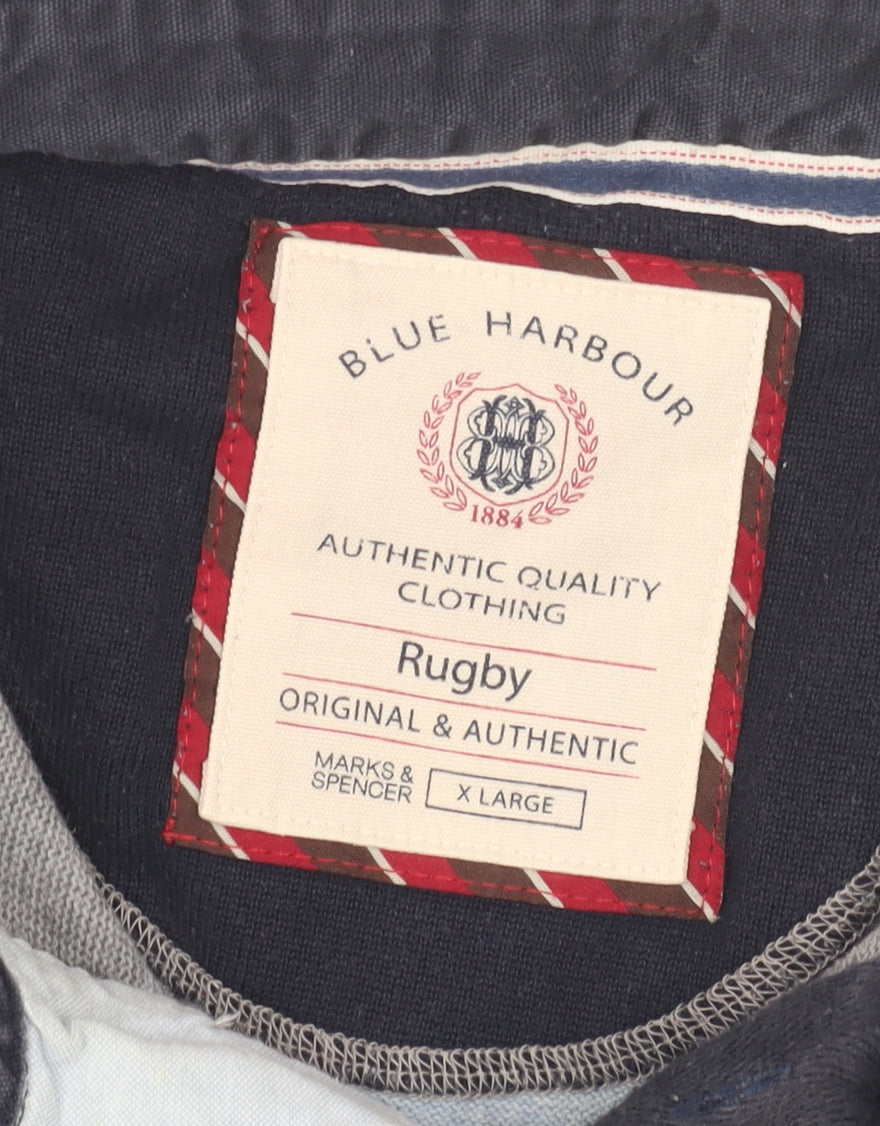 BLUE HARBOUR
1884
AUTHENTIC QUALITY
CLOTHING
Rugby
ORIGINAL & AUTHENTIC
MARKS &
SPENCER
X LARGE